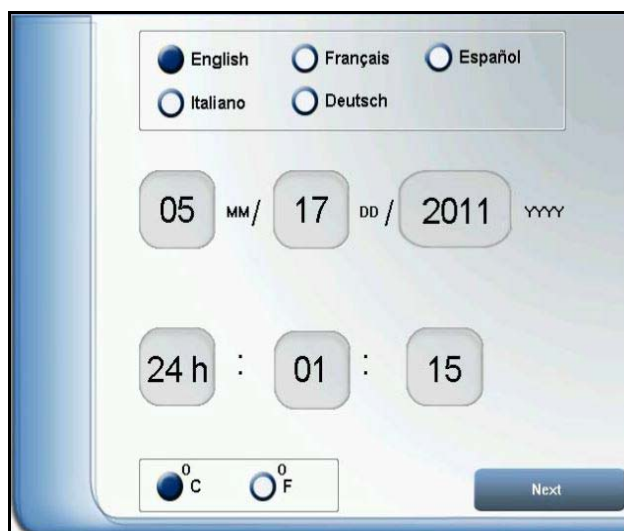 English Français Español
Italiano Deutsch
05 MM/ 17 DD / 2011 YYYY
24 h : 01 : 15
o C o F
Next